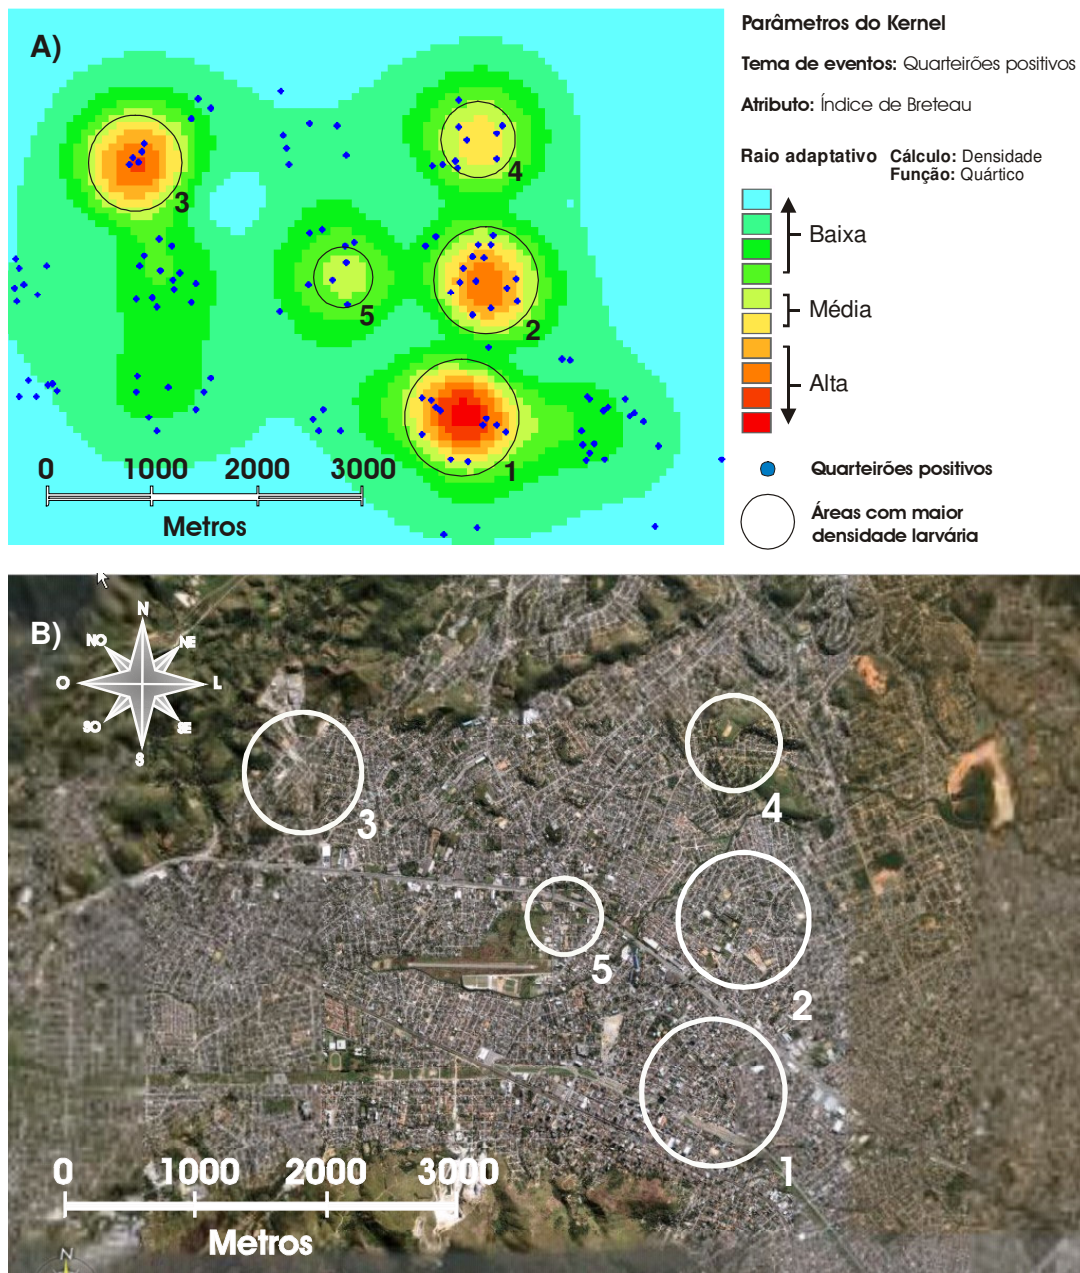 A)
3
4
5
2
1
0 1000 2000 3000
Metros
Parâmetros do Kernel
Tema de eventos: Quarteirões positivos
Atributo: Índice de Breteau
Raio adaptativo Cálculo: Densidade
Função: Quártico
Baixa
Média
Alta
Quarteirões positivos
Áreas com maior
densidade larvária
B)
N
NO NE
O L
SO SE
S
3
4
5
2
1
0 1000 2000 3000
Metros
N